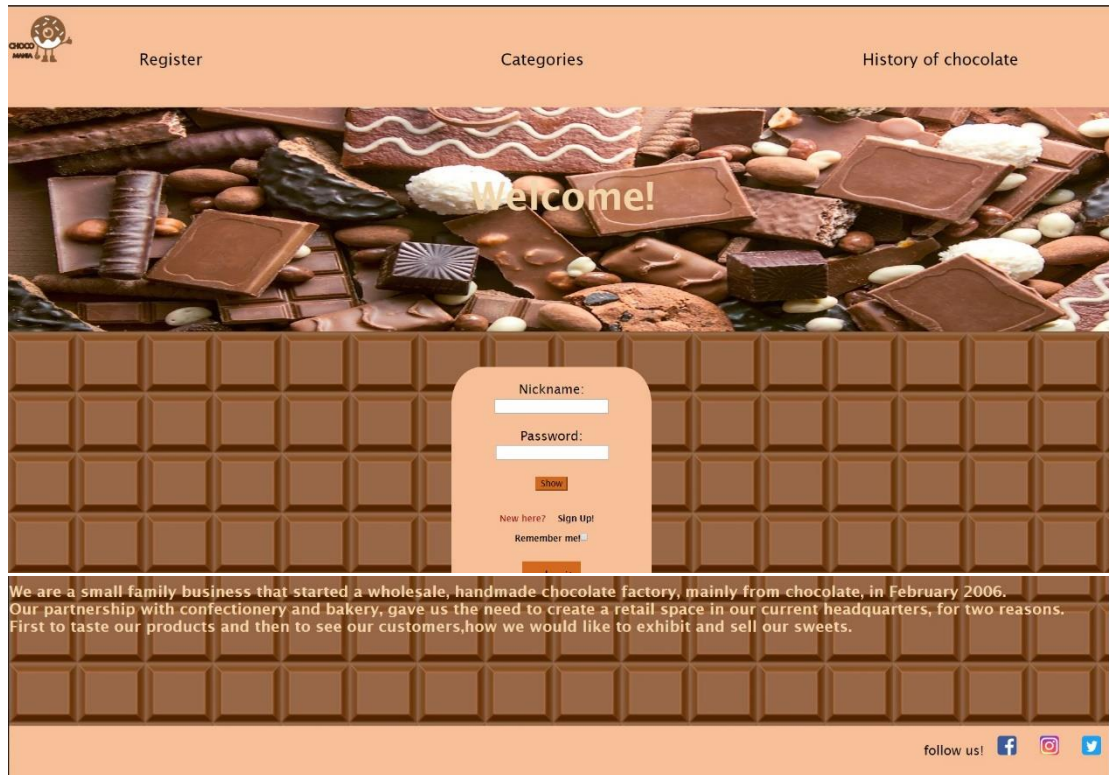 CHOCO
MANIA
Register
Categories
History of chocolate
Welcome!
Nickname:
Password:
Show
New here? Sign Up!
Remember me!
We are a small family business that started a wholesale, handmade chocolate factory, mainly from chocolate, in February 2006.
Our partnership with confectionery and bakery, gave us the need to create a retail space in our current headquarters, for two reasons.
First to taste our products and then to see our customers,how we would like to exhibit and sell our sweets.
follow us!